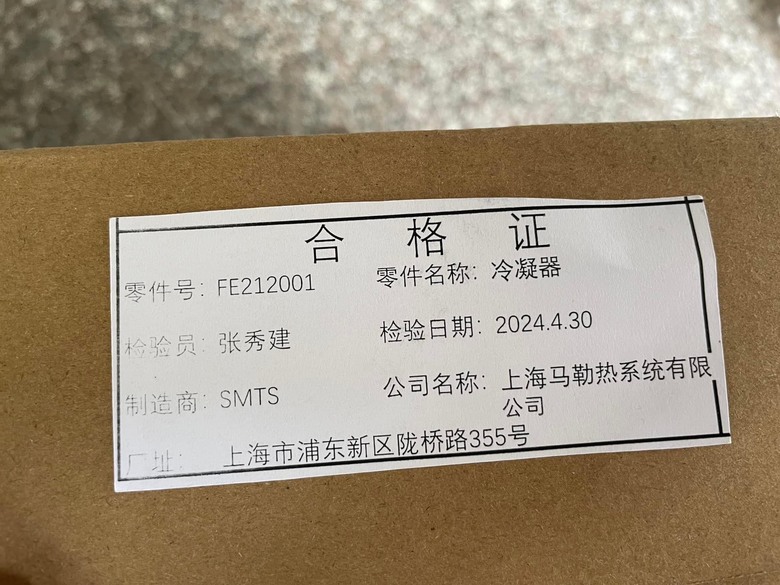 合格证
零件号：FE212001 零件名称：冷凝器
检验员：张秀建 检验日期：2024.4.30
制造商：SMTS 公司名称：上海马勒热系统有限
公司
厂址：上海市浦东新区陇桥路355号